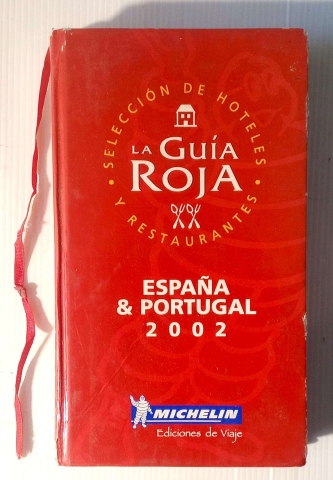 SELECCIÓN DE HOTELES
LA GUÍA
ROJA
Y RESTAURANTES
ESPAÑA
& PORTUGAL
2002
MICHELIN
Ediciones de Viaje